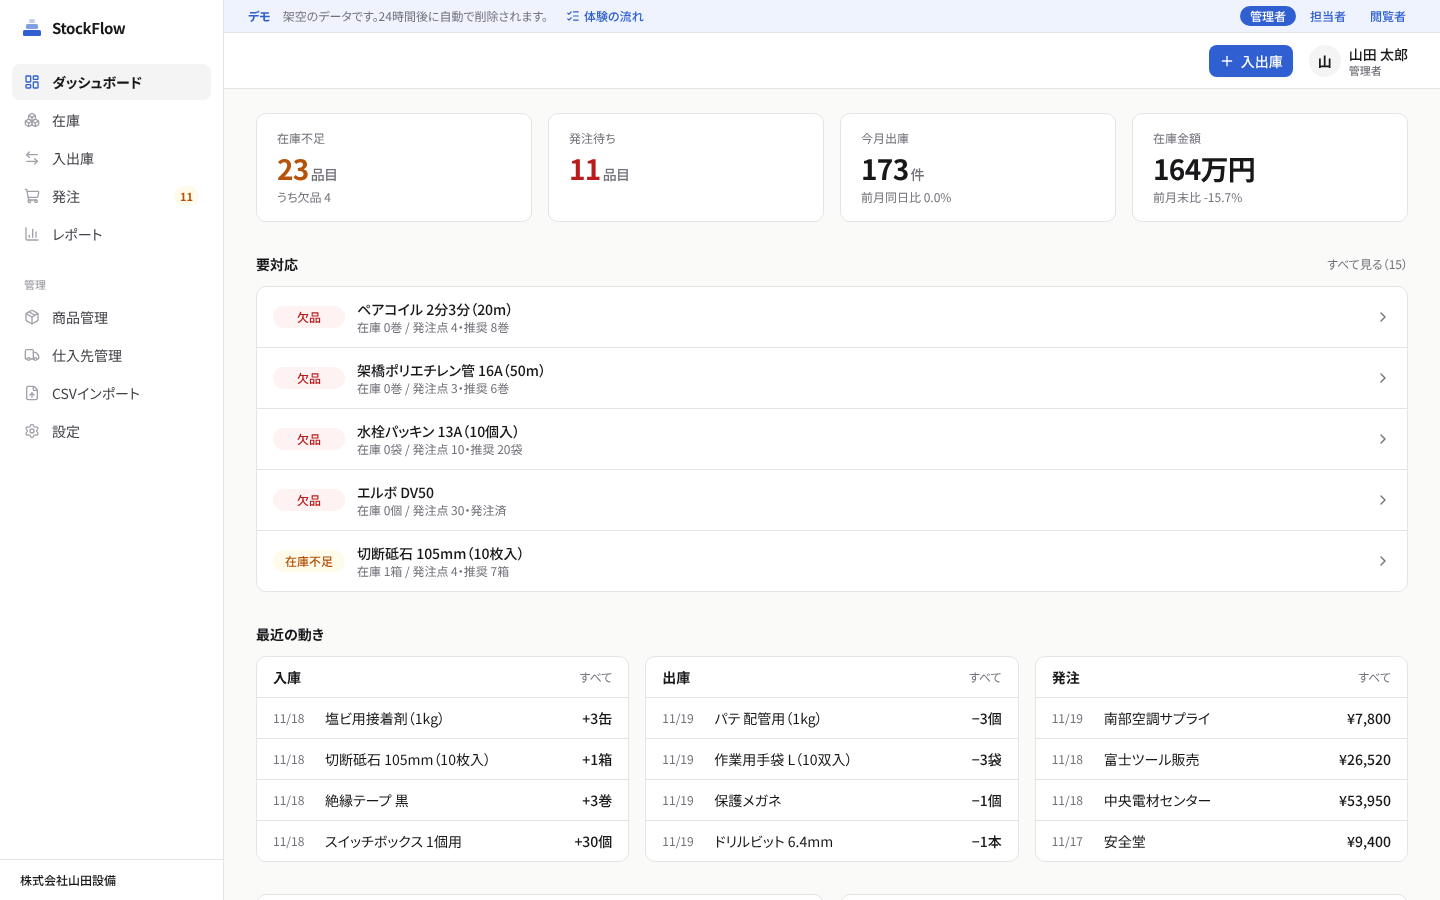 StockFlow
ダッシュボード
在庫
入出庫
発注 11
レポート
管理
商品管理
仕入先管理
CSVインポート
設定
株式会社山田設備
デモ 架空のデータです。24時間後に自動で削除されます。 体験の流れ
管理者 担当者 閲覧者
+ 入出庫
山 山田 太郎
管理者
在庫不足
23品目
うち欠品 4
発注待ち
11品目
今月出庫
173件
前月同日比 0.0%
在庫金額
164万円
前月末比 -15.7%
要対応 すべて見る(15)
欠品 ペアコイル 2分3分(20m)
在庫 0巻 / 発注点 4・推奨 8巻
欠品 架橋ポリエチレン管 16A(50m)
在庫 0巻 / 発注点 3・推奨 6巻
欠品 水栓パッキン 13A(10個入)
在庫 0袋 / 発注点 10・推奨 20袋
欠品 エルボ DV50
在庫 0個 / 発注点 30・発注済
在庫不足 切断砥石 105mm(10枚入)
在庫 1箱 / 発注点 4・推奨 7箱
最近の動き
入庫 すべて
11/18 塩ビ用接着剤(1kg) +3缶
11/18 切断砥石 105mm(10枚入) +1箱
11/18 絶縁テープ 黒 +3巻
11/18 スイッチボックス 1個用 +30個
出庫 すべて
11/19 パテ 配管用(1kg) −3個
11/19 作業用手袋 L(10双入) −3袋
11/19 保護メガネ −1個
11/19 ドリルビット 6.4mm −1本
発注 すべて
11/19 南部空調サプライ ¥7,800
11/18 富士ツール販売 ¥26,520
11/18 中央電材センター ¥53,950
11/17 安全堂 ¥9,400